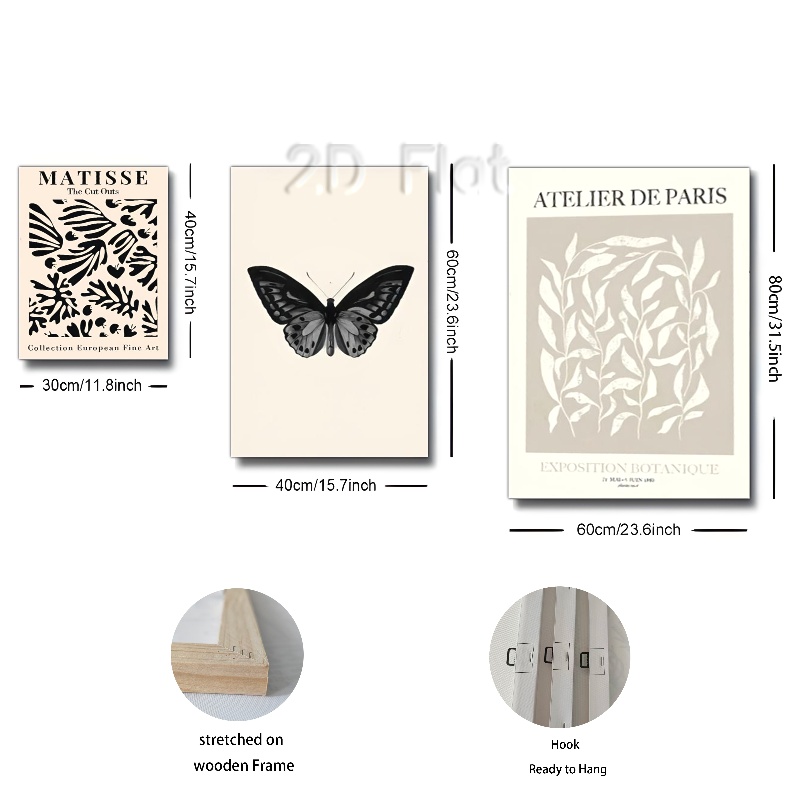 2D Flat
MATISSE
The Cut Outs
Collection European Fine Art
40cm/15.7inch
30cm/11.8inch
60cm/23.6inch
40cm/15.7inch
ATELIER DE PARIS
EXPOSITION BOTANIQUE
80cm/31.5inch
60cm/23.6inch
stretched on
wooden Frame
Hook
Ready to Hang